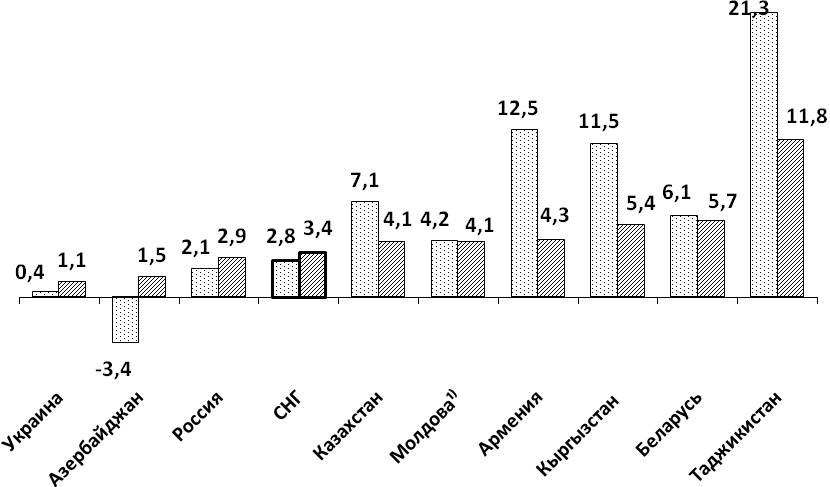 0,4 1,1
-3,4 1,5
2,1 2,9
2,8 3,4
7,1 4,1
4,2 4,1
12,5 4,3
11,5 5,4
6,1 5,7
21,3 11,8
Украина
Азербайджан
Россия
СНГ
Казахстан
Молдова¹⁾
Армения
Кыргызстан
Беларусь
Таджикистан